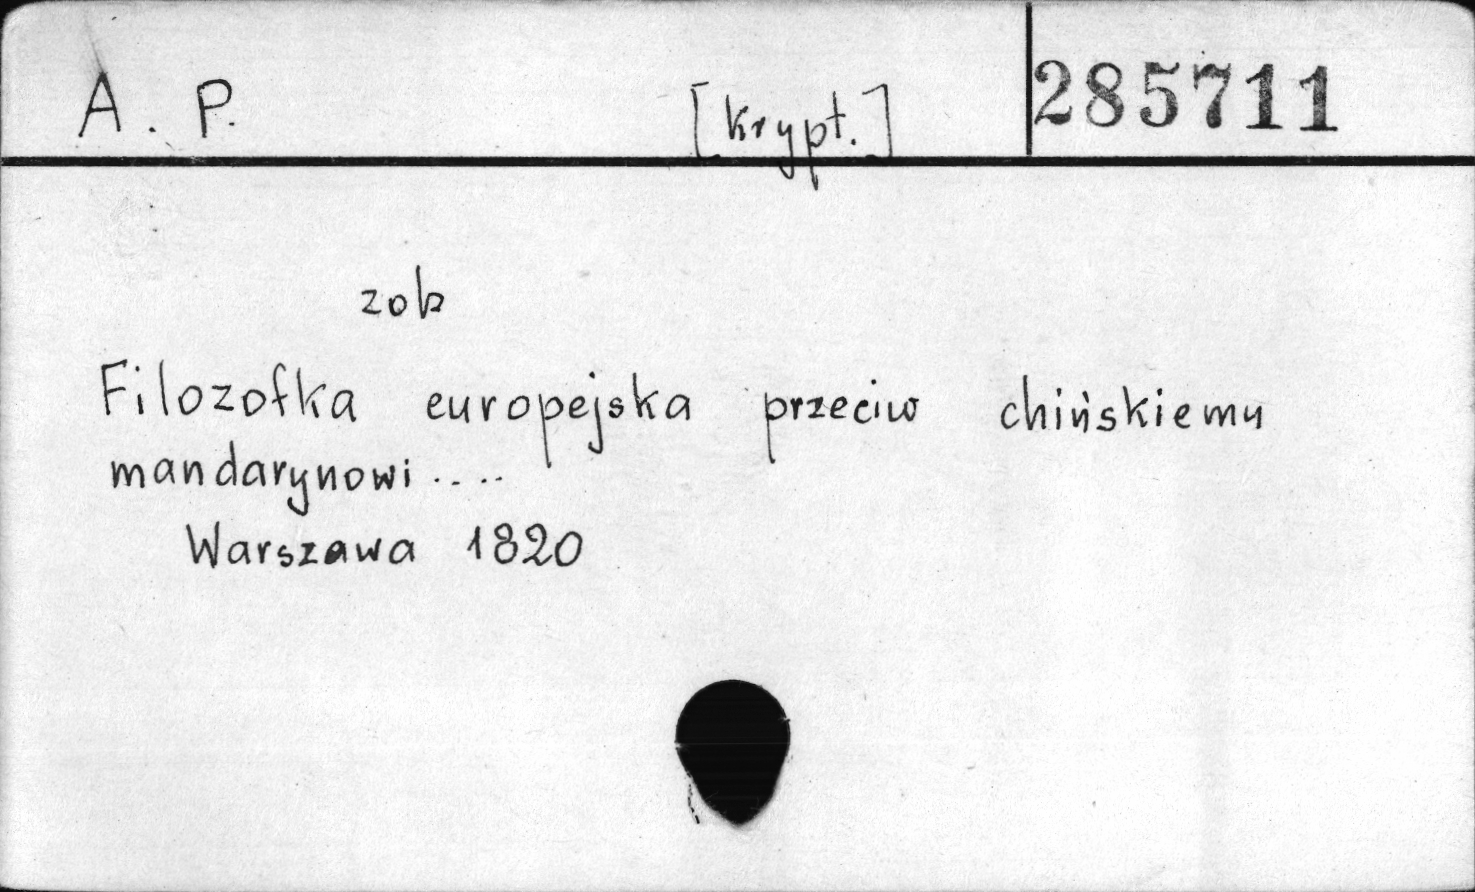 A. P. [krypt.] 285711
zob
Filozofka europejska przeciw chińskiemu
mandarynowi....
Warszawa 1820